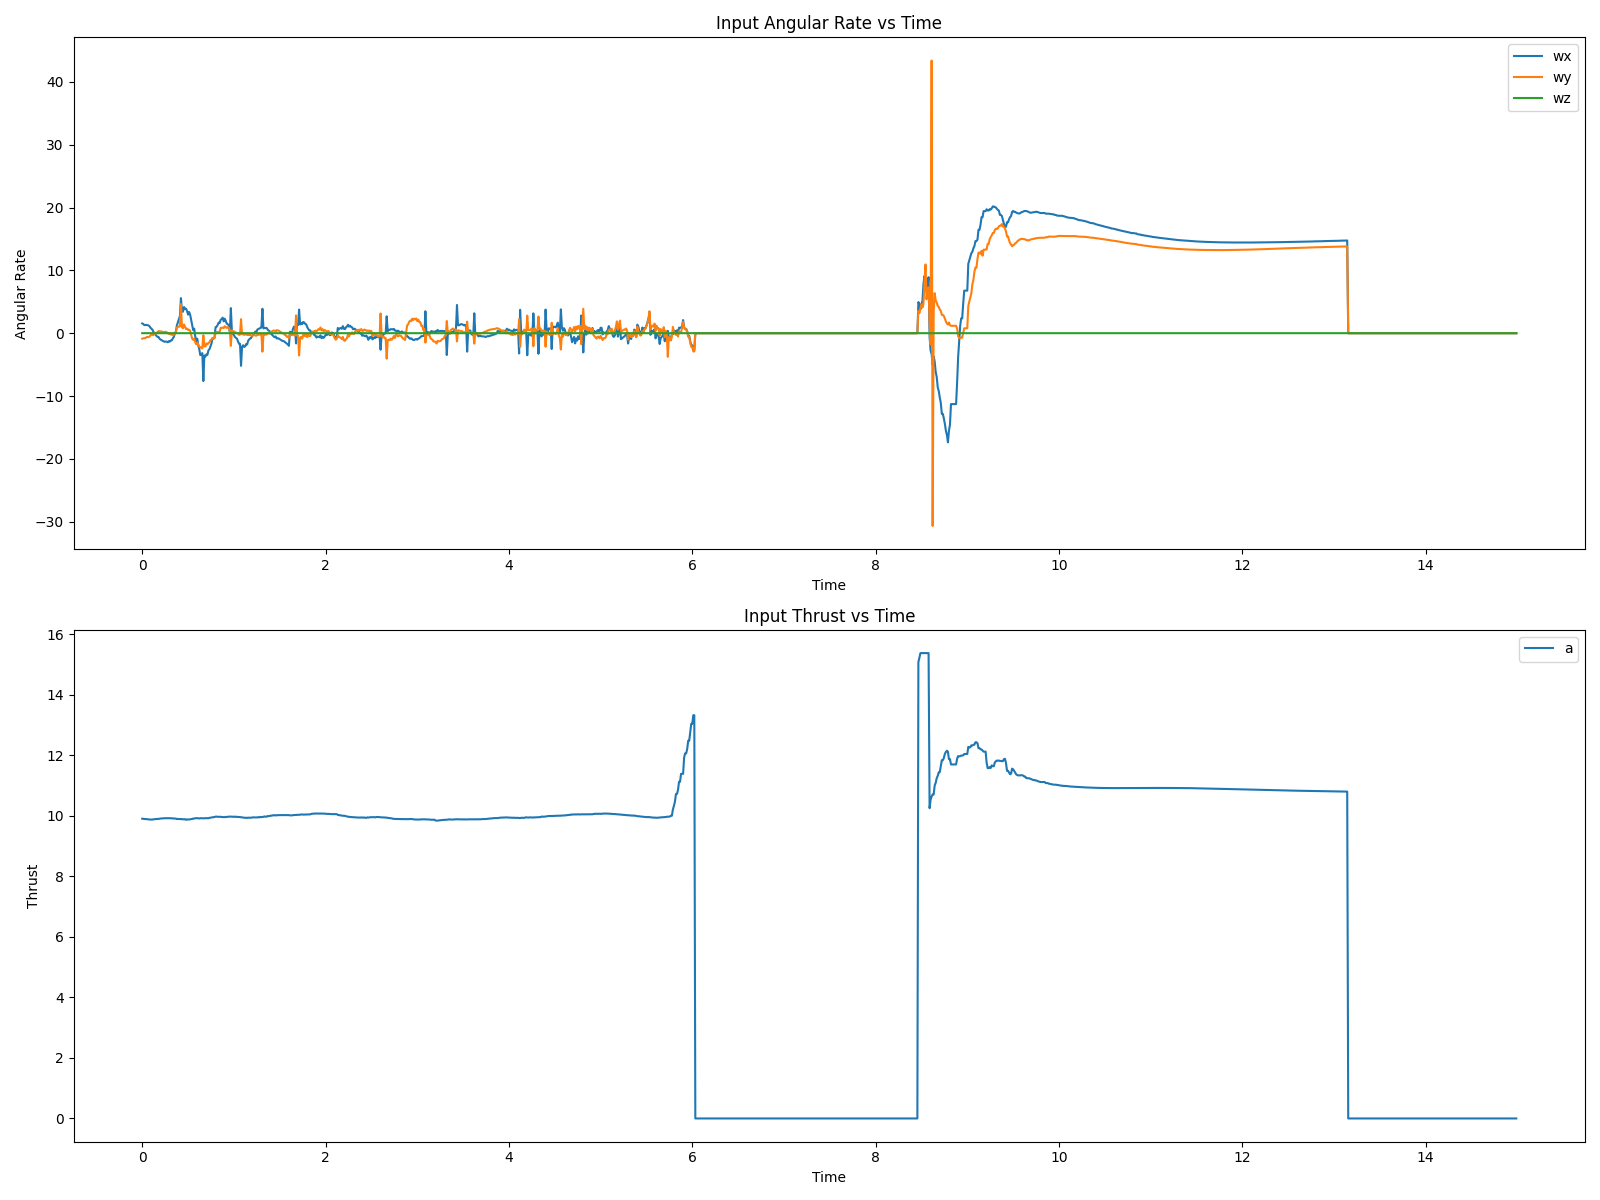 Input Angular Rate vs Time
Angular Rate
40
30
20
10
0
−10
−20
−30
wx
wy
wz
0 2 4 6 8 10 12 14
Time
Input Thrust vs Time
Thrust
16
14
12
10
8
6
4
2
0
a
0 2 4 6 8 10 12 14
Time